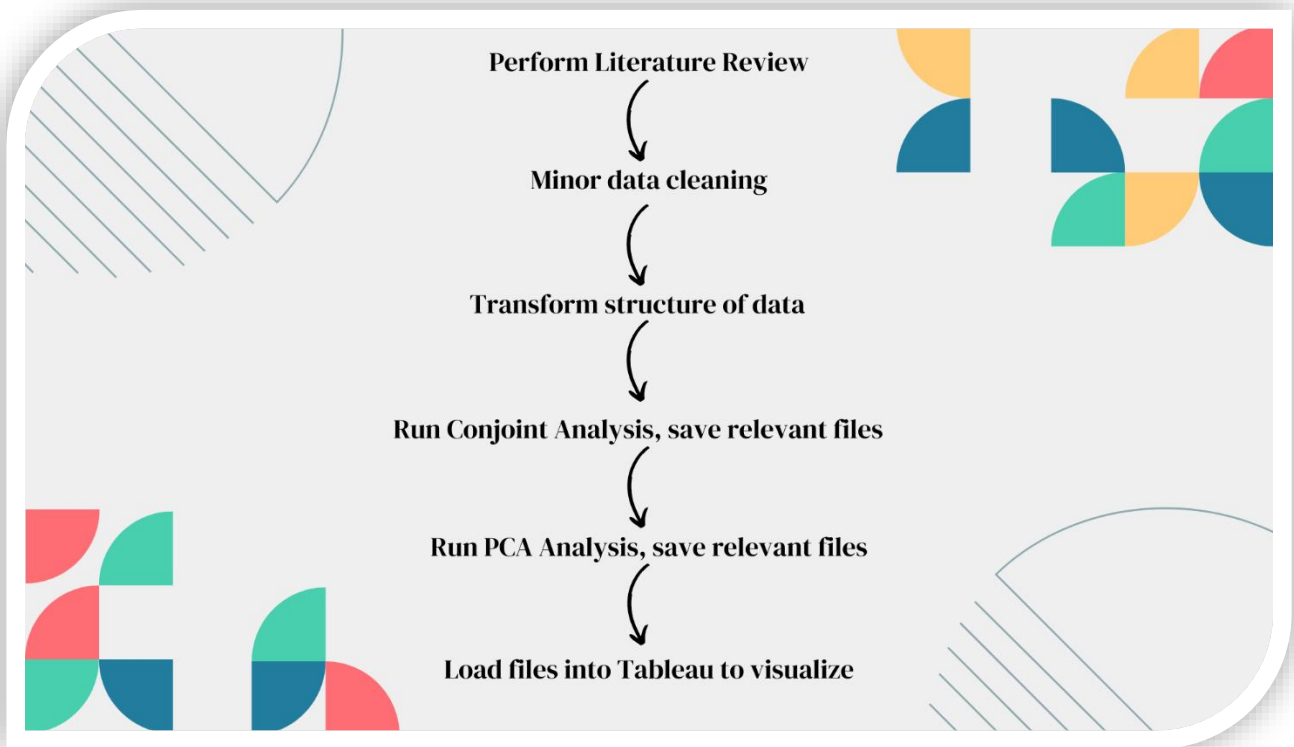 Perform Literature Review
Minor data cleaning
Transform structure of data
Run Conjoint Analysis, save relevant files
Run PCA Analysis, save relevant files
Load files into Tableau to visualize